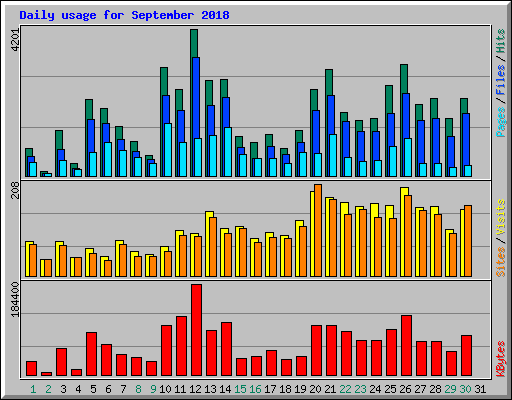 Daily usage for September 2018
4201
Pages / Files / Hits
208
Sites / Visits
184400
KBytes
1 2 3 4 5 6 7 8 9 10 11 12 13 14 15 16 17 18 19 20 21 22 23 24 25 26 27 28 29 30 31